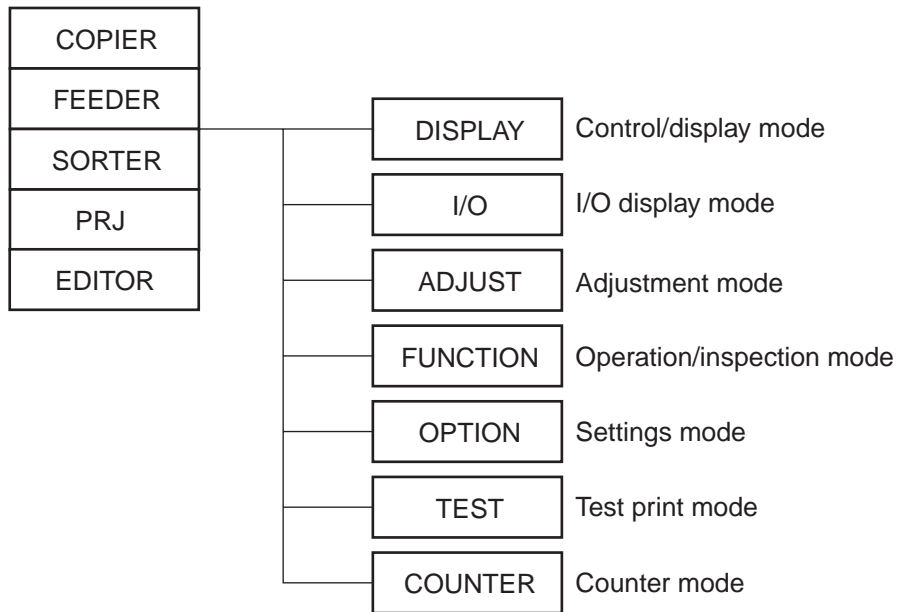 COPIER
FEEDER
SORTER
PRJ
EDITOR
DISPLAY Control/display mode
I/O I/O display mode
ADJUST Adjustment mode
FUNCTION Operation/inspection mode
OPTION Settings mode
TEST Test print mode
COUNTER Counter mode